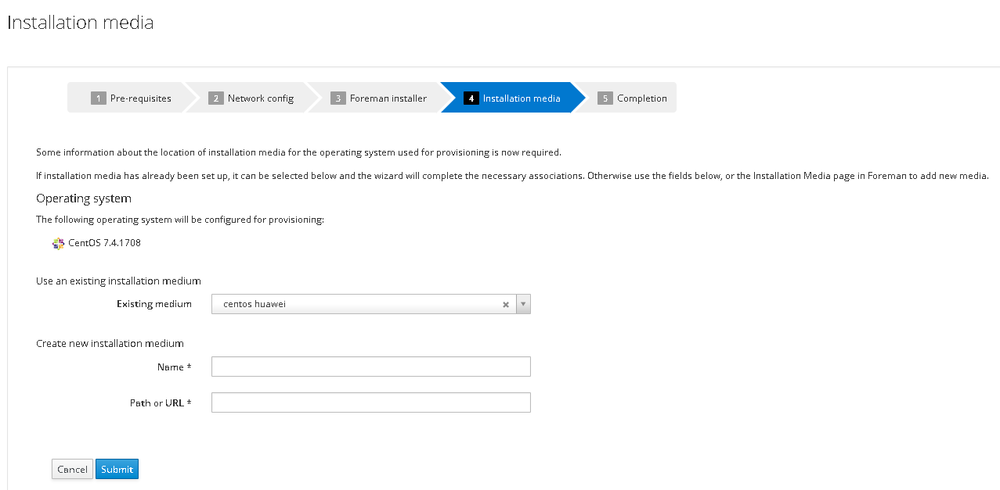 Installation media
1 Pre-requisites 2 Network config 3 Foreman installer 4 Installation media 5 Completion
Some information about the location of installation media for the operating system used for provisioning is now required.
If installation media has already been set up, it can be selected below and the wizard will complete the necessary associations. Otherwise use the fields below, or the Installation Media page in Foreman to add new media.
Operating system
The following operating system will be configured for provisioning:
CentOS 7.4.1708
Use an existing installation medium
Existing medium centos huawei
Create new installation medium
Name *
Path or URL *
Cancel Submit